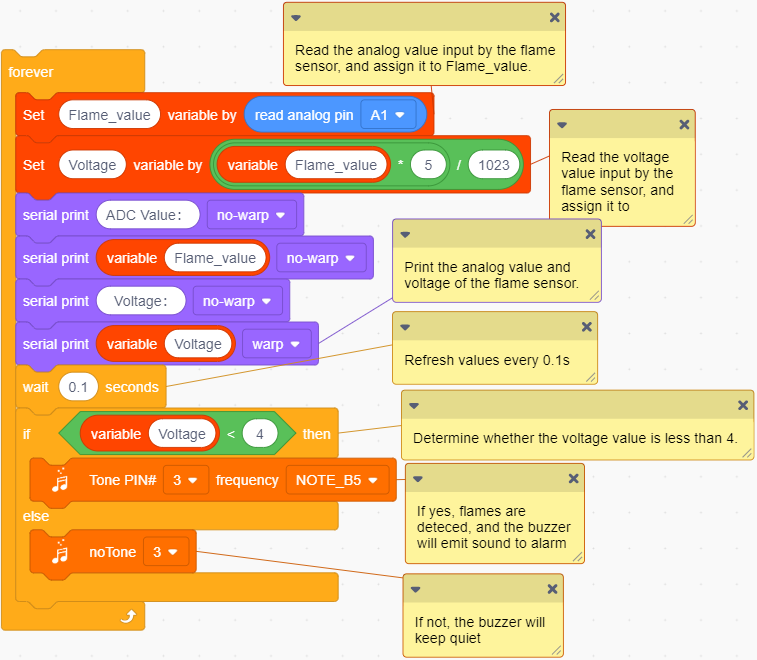 forever
Read the analog value input by the flame
sensor, and assign it to Flame_value.
Set Flame_value variable by read analog pin A1
Set Voltage variable by variable Flame_value * 5 / 1023
Read the voltage
value input by the
flame sensor, and
assign it to
serial print ADC Value: no-warp
serial print variable Flame_value no-warp
Print the analog value and
voltage of the flame sensor.
serial print Voltage: no-warp
serial print variable Voltage warp
Refresh values every 0.1s
wait 0.1 seconds
if variable Voltage < 4 then
Determine whether the voltage value is less than 4.
Tone PIN# 3 frequency NOTE_B5
If yes, flames are
deteced, and the buzzer
will emit sound to alarm
else
noTone 3
If not, the buzzer will
keep quiet